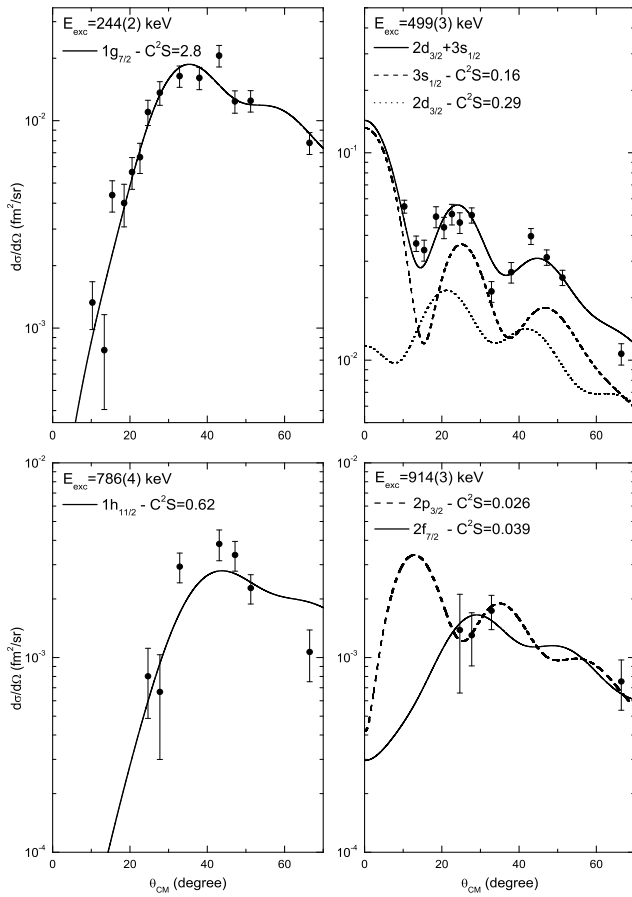 E_exc=244(2) keV
1g_7/2 - C²S=2.8
10⁻²
10⁻³
dσ/dΩ (fm²/sr)
0 20 40 60
E_exc=499(3) keV
2d_3/2+3s_1/2
3s_1/2 - C²S=0.16
2d_3/2 - C²S=0.29
10⁻¹
10⁻²
0 20 40 60
10⁻²
E_exc=786(4) keV
1h_11/2 - C²S=0.62
10⁻³
10⁻⁴
dσ/dΩ (fm²/sr)
0 20 40 60
θ_CM (degree)
10⁻²
E_exc=914(3) keV
2p_3/2 - C²S=0.026
2f_7/2 - C²S=0.039
10⁻³
10⁻⁴
0 20 40 60
θ_CM (degree)